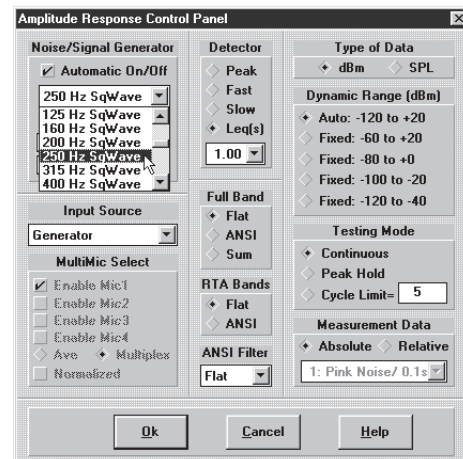 Amplitude Response Control Panel
Noise/Signal Generator
Automatic On/Off
250 Hz SqWave
125 Hz SqWave
160 Hz SqWave
200 Hz SqWave
250 Hz SqWave
315 Hz SqWave
400 Hz SqWave
Input Source
Generator
MultiMic Select
Enable Mic1
Enable Mic2
Enable Mic3
Enable Mic4
Ave Multiplex
Normalized
Detector
Peak
Fast
Slow
Leq(s)
1.00
Full Band
Flat
ANSI
Sum
RTA Bands
Flat
ANSI
ANSI Filter
Flat
Type of Data
dBm SPL
Dynamic Range (dBm)
Auto: -120 to +20
Fixed: -60 to +20
Fixed: -80 to +0
Fixed: -100 to -20
Fixed: -120 to -40
Testing Mode
Continuous
Peak Hold
Cycle Limit= 5
Measurement Data
Absolute Relative
1: Pink Noise/ 0.1s
Ok Cancel Help